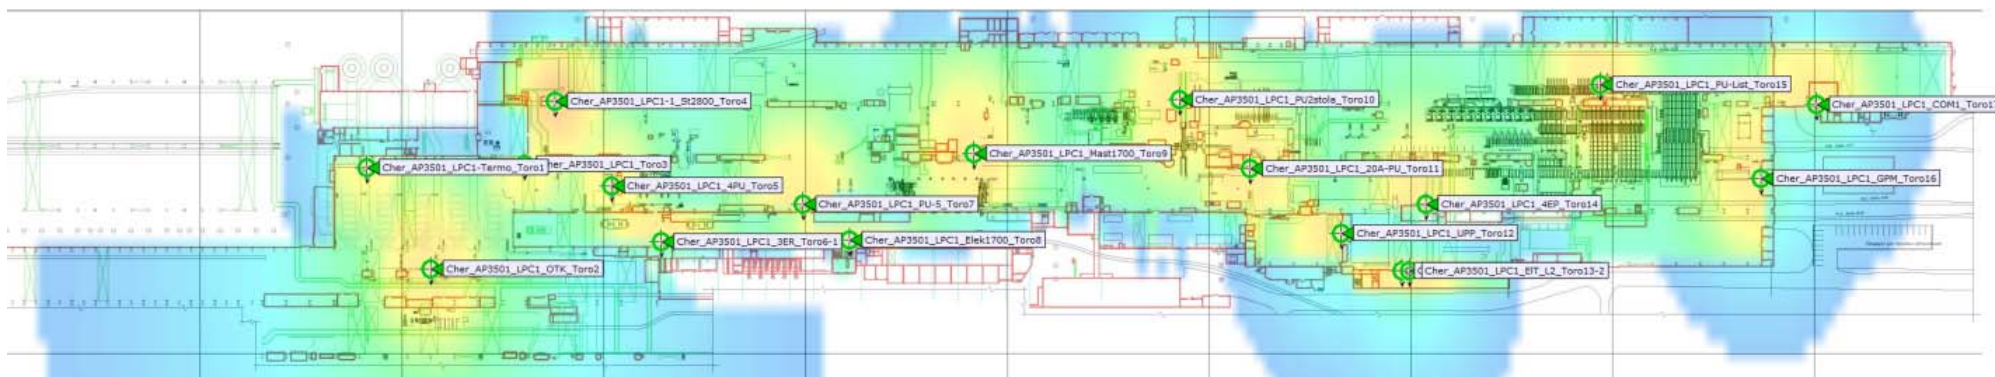 Cher_AP3501_LPC1_PU-List_Toro15
Cher_AP3501_LPC1-1_St2800_Toro4
Cher_AP3501_LPC1_PU2stola_Toro10
Cher_AP3501_LPC1_COM1_Toro1
Cher_AP3501_LPC1_Mast1700_Toro9
Cher_AP3501_LPC1-Termo_Toro1
her_AP3501_LPC1_Toro3
Cher_AP3501_LPC1_20A-PU_Toro11
Cher_AP3501_LPC1_GPM_Toro16
Cher_AP3501_LPC1_4PU_Toro5
Cher_AP3501_LPC1_PU-5_Toro7
Cher_AP3501_LPC1_4EP_Toro14
Cher_AP3501_LPC1_UPP_Toro12
Cher_AP3501_LPC1_3ER_Toro6-1
Cher_AP3501_LPC1_Elek1700_Toro8
Cher_AP3501_LPC1_OTK_Toro2
Cher_AP3501_LPC1_EIT_L2_Toro13-2